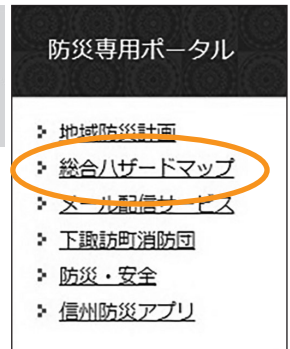 防災専用ポータル
地域防災計画
総合ハザードマップ
メール配信サービス
下諏訪町消防団
防災・安全
信州防災アプリ